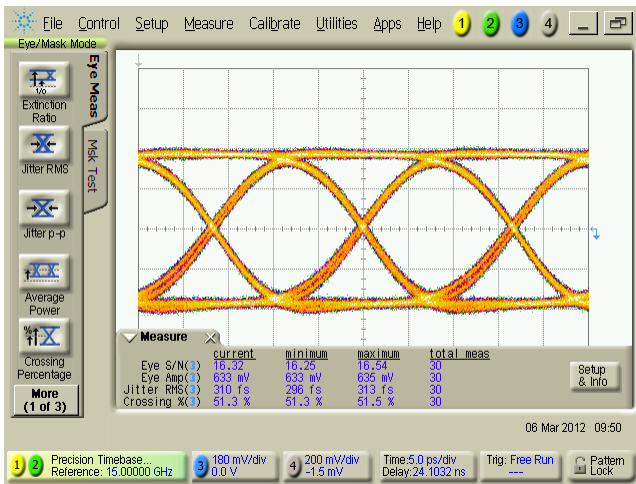 File Control Setup Measure Calibrate Utilities Apps Help 1 2 3 4
Eye/Mask Mode
Eye Meas
Msk Test
1/0
Extinction
Ratio
Jitter RMS
Jitter p-p
Average
Power
%
Crossing
Percentage
More
(1 of 3)
Measure
current minimum maximum total meas
Eye S/N(3) 16.32 16.25 16.54 30
Eye Amp(3) 633 mV 633 mV 635 mV 30
Jitter RMS(3) 310 fs 296 fs 313 fs 30
Crossing %(3) 51.3 % 51.3 % 51.5 % 30
Setup
& Info
06 Mar 2012 09:50
1 2 Precision Timebase...
Reference: 15.00000 GHz
3 180 mV/div
0.0 V
4 200 mV/div
-1.5 mV
Time:5.0 ps/div
Delay:24.1032 ns
Trig: Free Run
---
Pattern
Lock